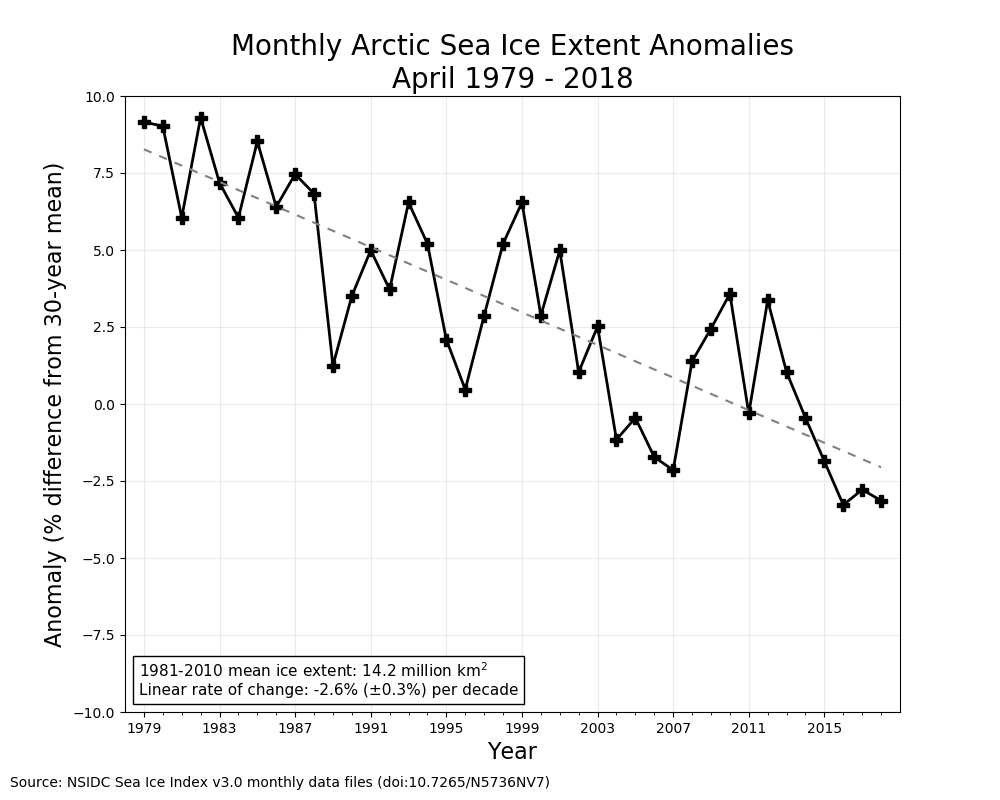 Monthly Arctic Sea Ice Extent Anomalies
April 1979 - 2018
Anomaly (% difference from 30-year mean)
10.0
7.5
5.0
2.5
0.0
−2.5
−5.0
−7.5
−10.0
1981-2010 mean ice extent: 14.2 million km²
Linear rate of change: -2.6% (±0.3%) per decade
1979 1983 1987 1991 1995 1999 2003 2007 2011 2015
Year
Source: NSIDC Sea Ice Index v3.0 monthly data files (doi:10.7265/N5736NV7)